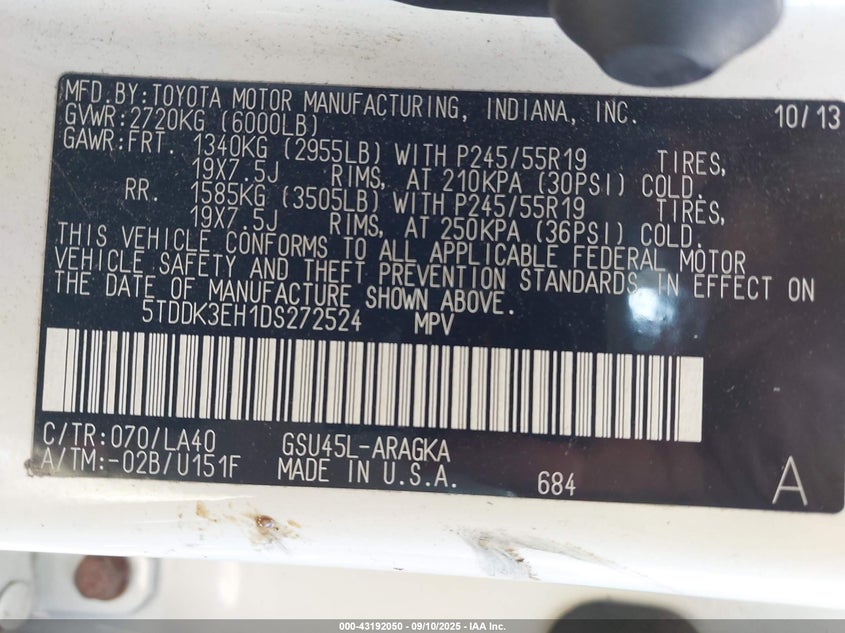 MFD.BY:TOYOTA MOTOR MANUFACTURING, INDIANA, INC. 10/13
GVWR:2720KG (6000LB)
GAWR:FRT. 1340KG (2955LB) WITH P245/55R19 TIRES,
19X7.5J RIMS, AT 210KPA (30PSI) COLD.
RR. 1585KG (3505LB) WITH P245/55R19 TIRES,
19X7.5J RIMS, AT 250KPA (36PSI) COLD.
THIS VEHICLE CONFORMS TO ALL APPLICABLE FEDERAL MOTOR
VEHICLE SAFETY AND THEFT PREVENTION STANDARDS IN EFFECT ON
THE DATE OF MANUFACTURE SHOWN ABOVE.
5TDDK3EH1DS272524 MPV
C/TR:070/LA40 GSU45L-ARAGKA
A/TM:-02B/U151F MADE IN U.S.A. 684 A
000-43192050 - 09/10/2025 - IAA Inc.